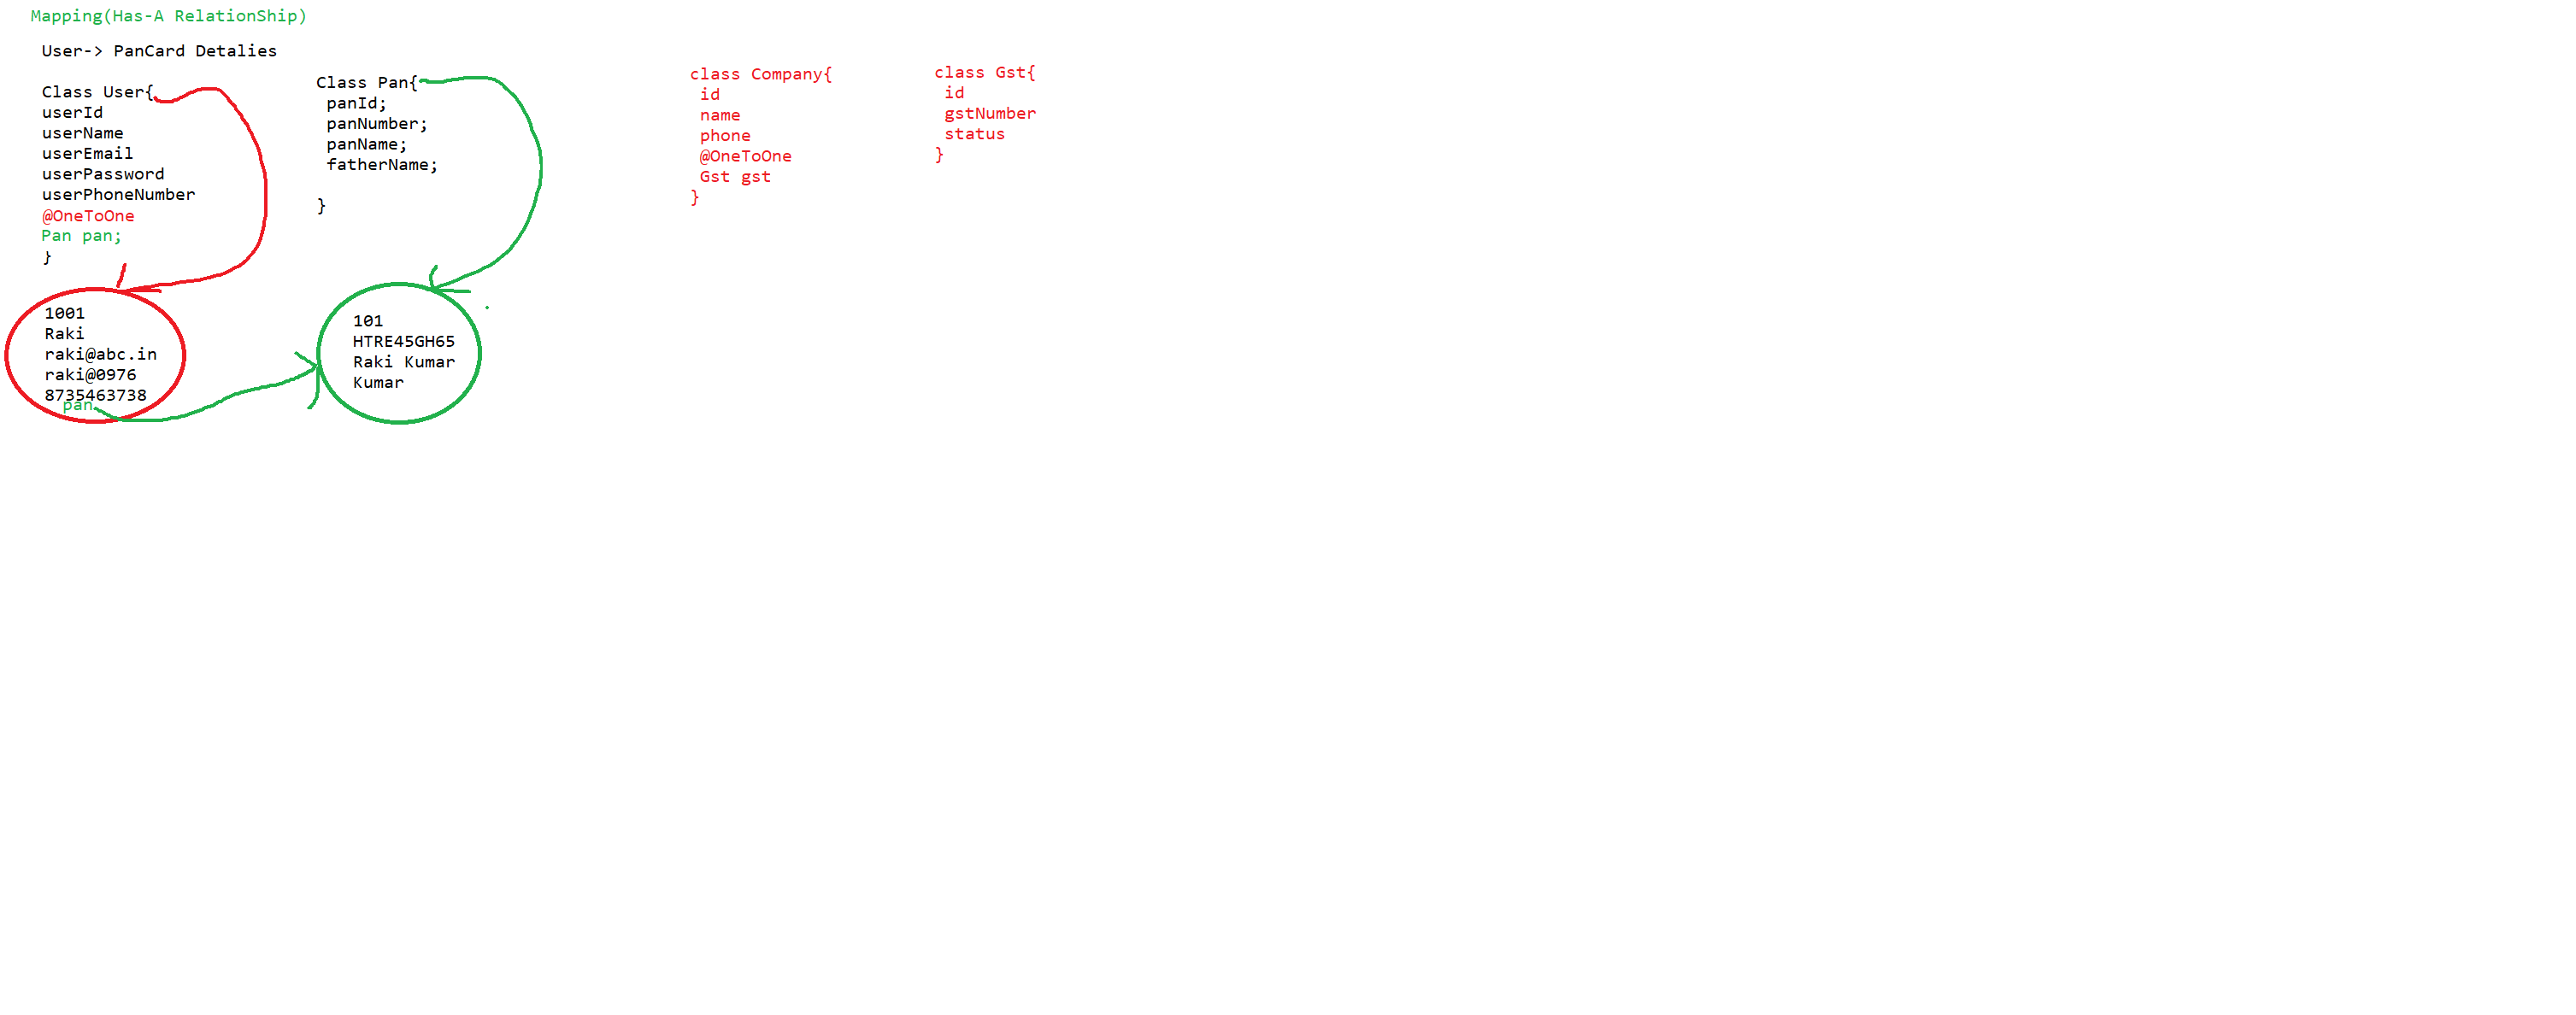 Mapping(Has-A RelationShip)
User-> PanCard Detalies
Class User{
userId
userName
userEmail
userPassword
userPhoneNumber
@OneToOne
Pan pan;
}
Class Pan{
panId;
panNumber;
panName;
fatherName;
}
class Company{
id
name
phone
@OneToOne
Gst gst
}
class Gst{
id
gstNumber
status
}
1001
Raki
raki@abc.in
raki@0976
8735463738
pan
101
HTRE45GH65
Raki Kumar
Kumar